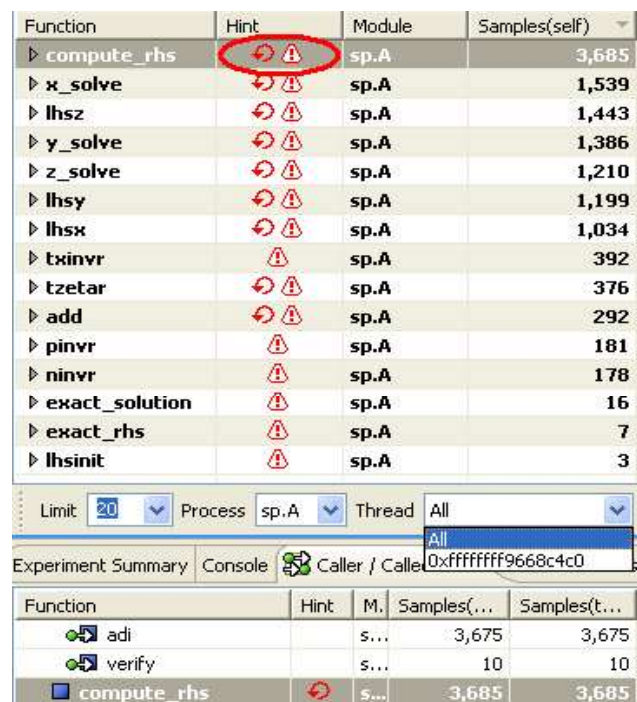 Function Hint Module Samples(self)
compute_rhs sp.A 3,685
x_solve sp.A 1,539
lhsz sp.A 1,443
y_solve sp.A 1,386
z_solve sp.A 1,210
lhsy sp.A 1,199
lhsx sp.A 1,034
txinvr sp.A 392
tzetar sp.A 376
add sp.A 292
pinvr sp.A 181
ninvr sp.A 178
exact_solution sp.A 16
exact_rhs sp.A 7
lhsinit sp.A 3
Limit 20 Process sp.A Thread All
All
0xffffffff9668c4c0
Experiment Summary Console Caller / Calle
Function Hint M. Samples(... Samples(t...
adi s... 3,675 3,675
verify s... 10 10
compute_rhs s... 3,685 3,685